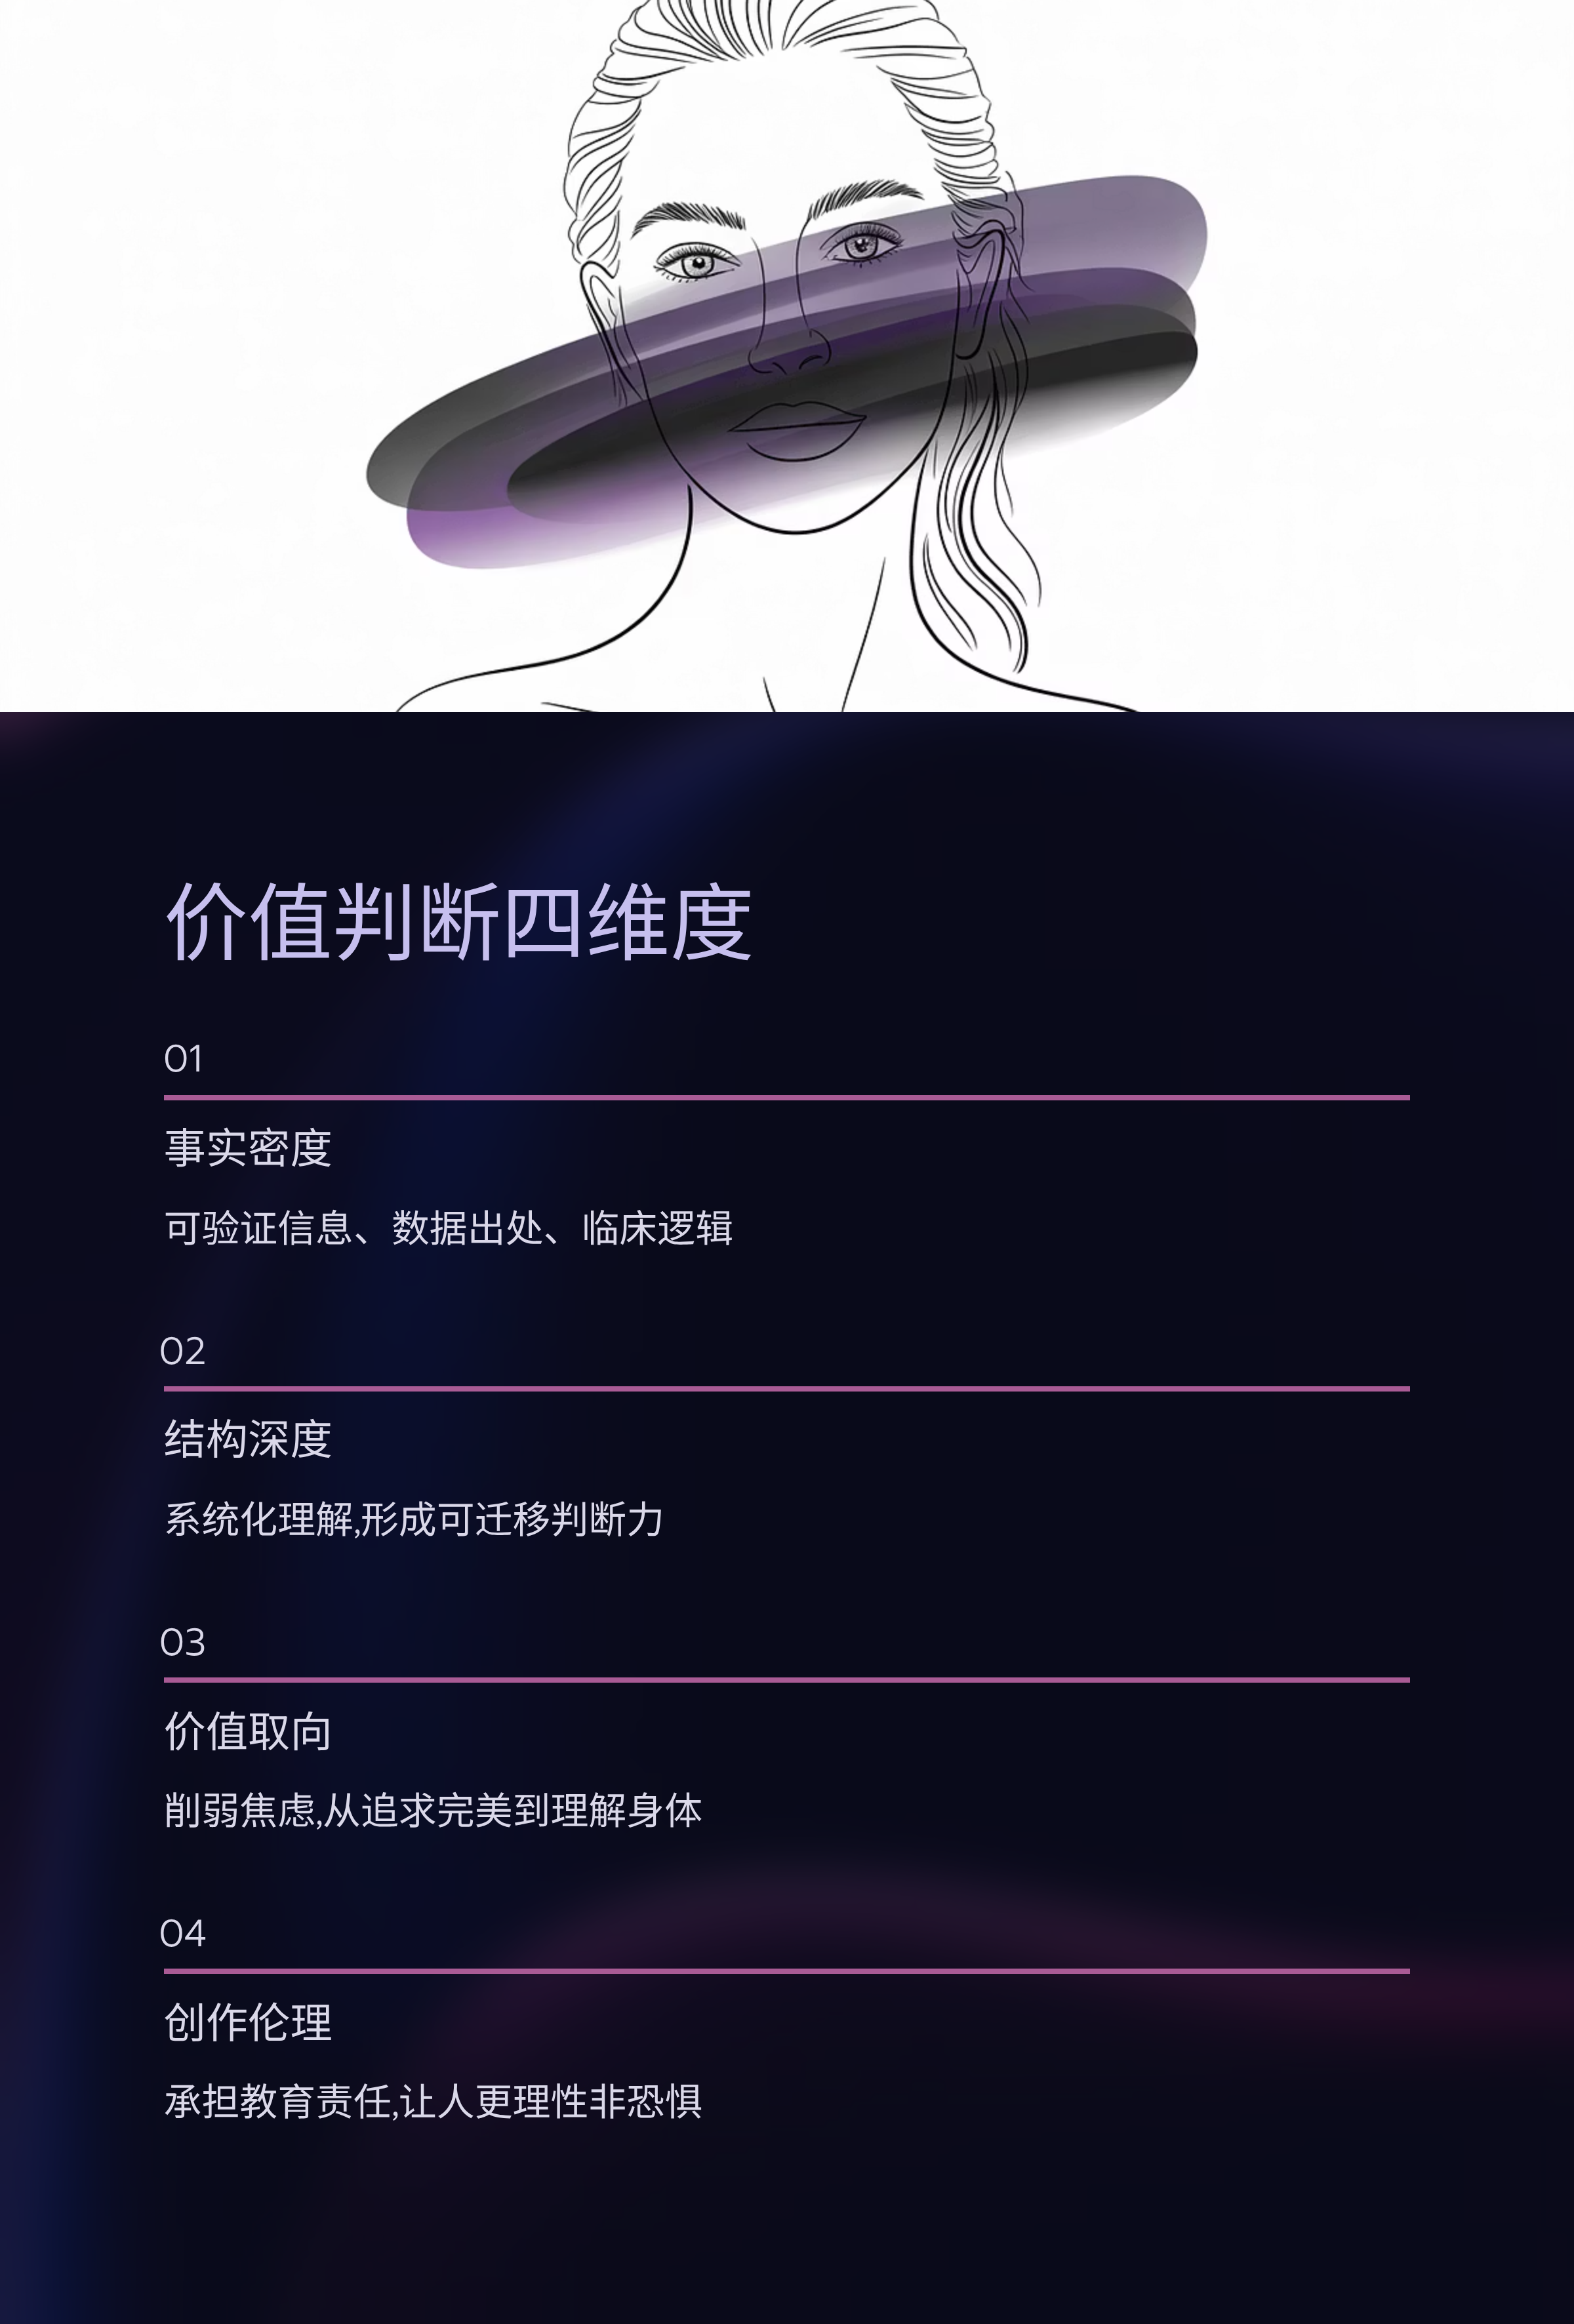 价值判断四维度
01
事实密度
可验证信息、数据出处、临床逻辑
02
结构深度
系统化理解,形成可迁移判断力
03
价值取向
削弱焦虑,从追求完美到理解身体
04
创作伦理
承担教育责任,让人更理性非恐惧